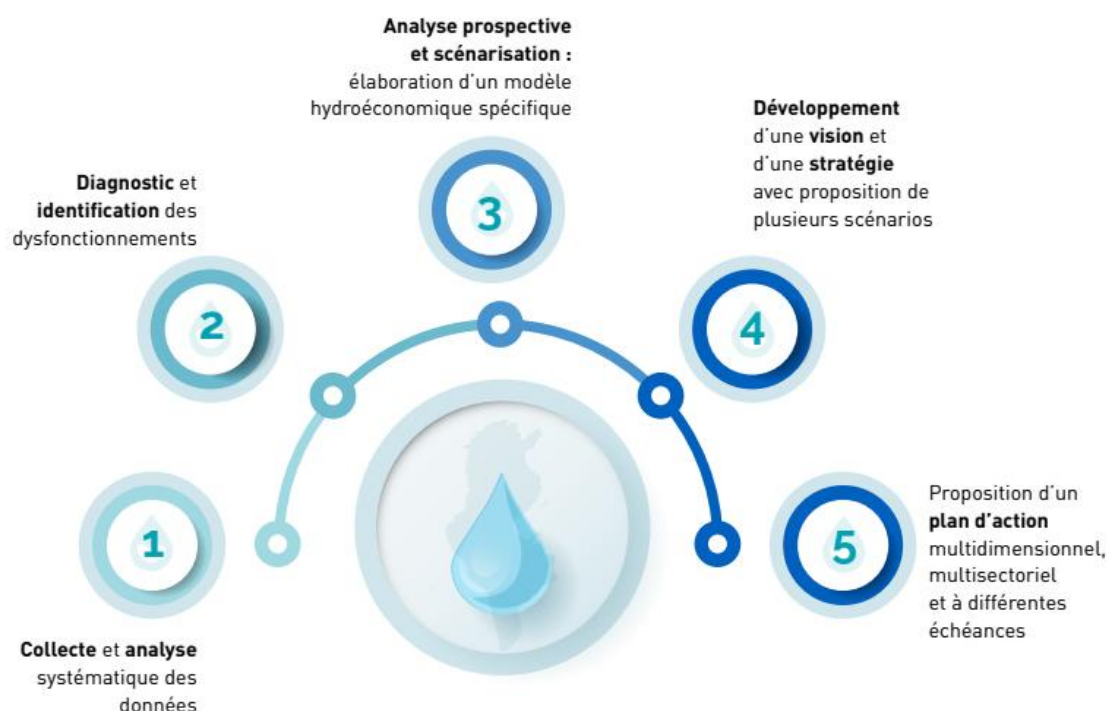 1
Collecte et analyse
systématique des
données
2
Diagnostic et
identification des
dysfonctionnements
3
Analyse prospective
et scénarisation :
élaboration d'un modèle
hydroéconomique spécifique
4
Développement
d'une vision et
d'une stratégie
avec proposition de
plusieurs scénarios
5
Proposition d'un
plan d'action
multidimensionnel,
multisectoriel
et à différentes
échéances